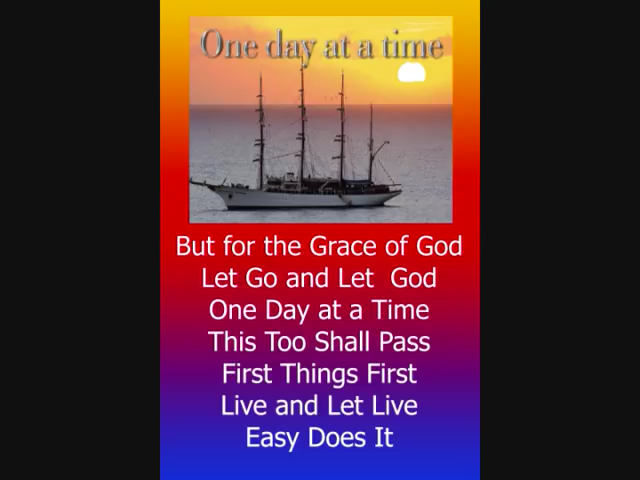 One day at a time
But for the Grace of God
Let Go and Let God
One Day at a Time
This Too Shall Pass
First Things First
Live and Let Live
Easy Does It